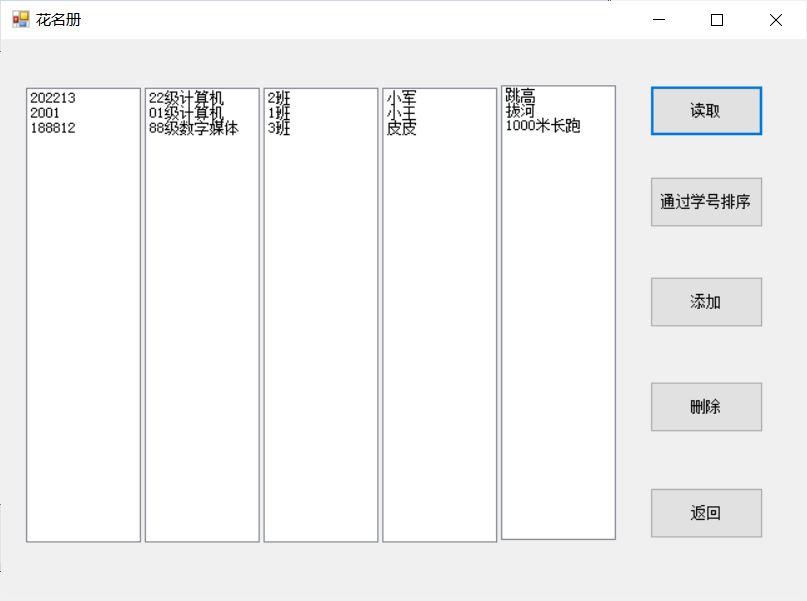 花名册
202213 22级计算机 2班 小军 跳高
2001 01级计算机 1班 小王 拔河
188812 88级数字媒体 3班 皮皮 1000米长跑
读取
通过学号排序
添加
删除
返回